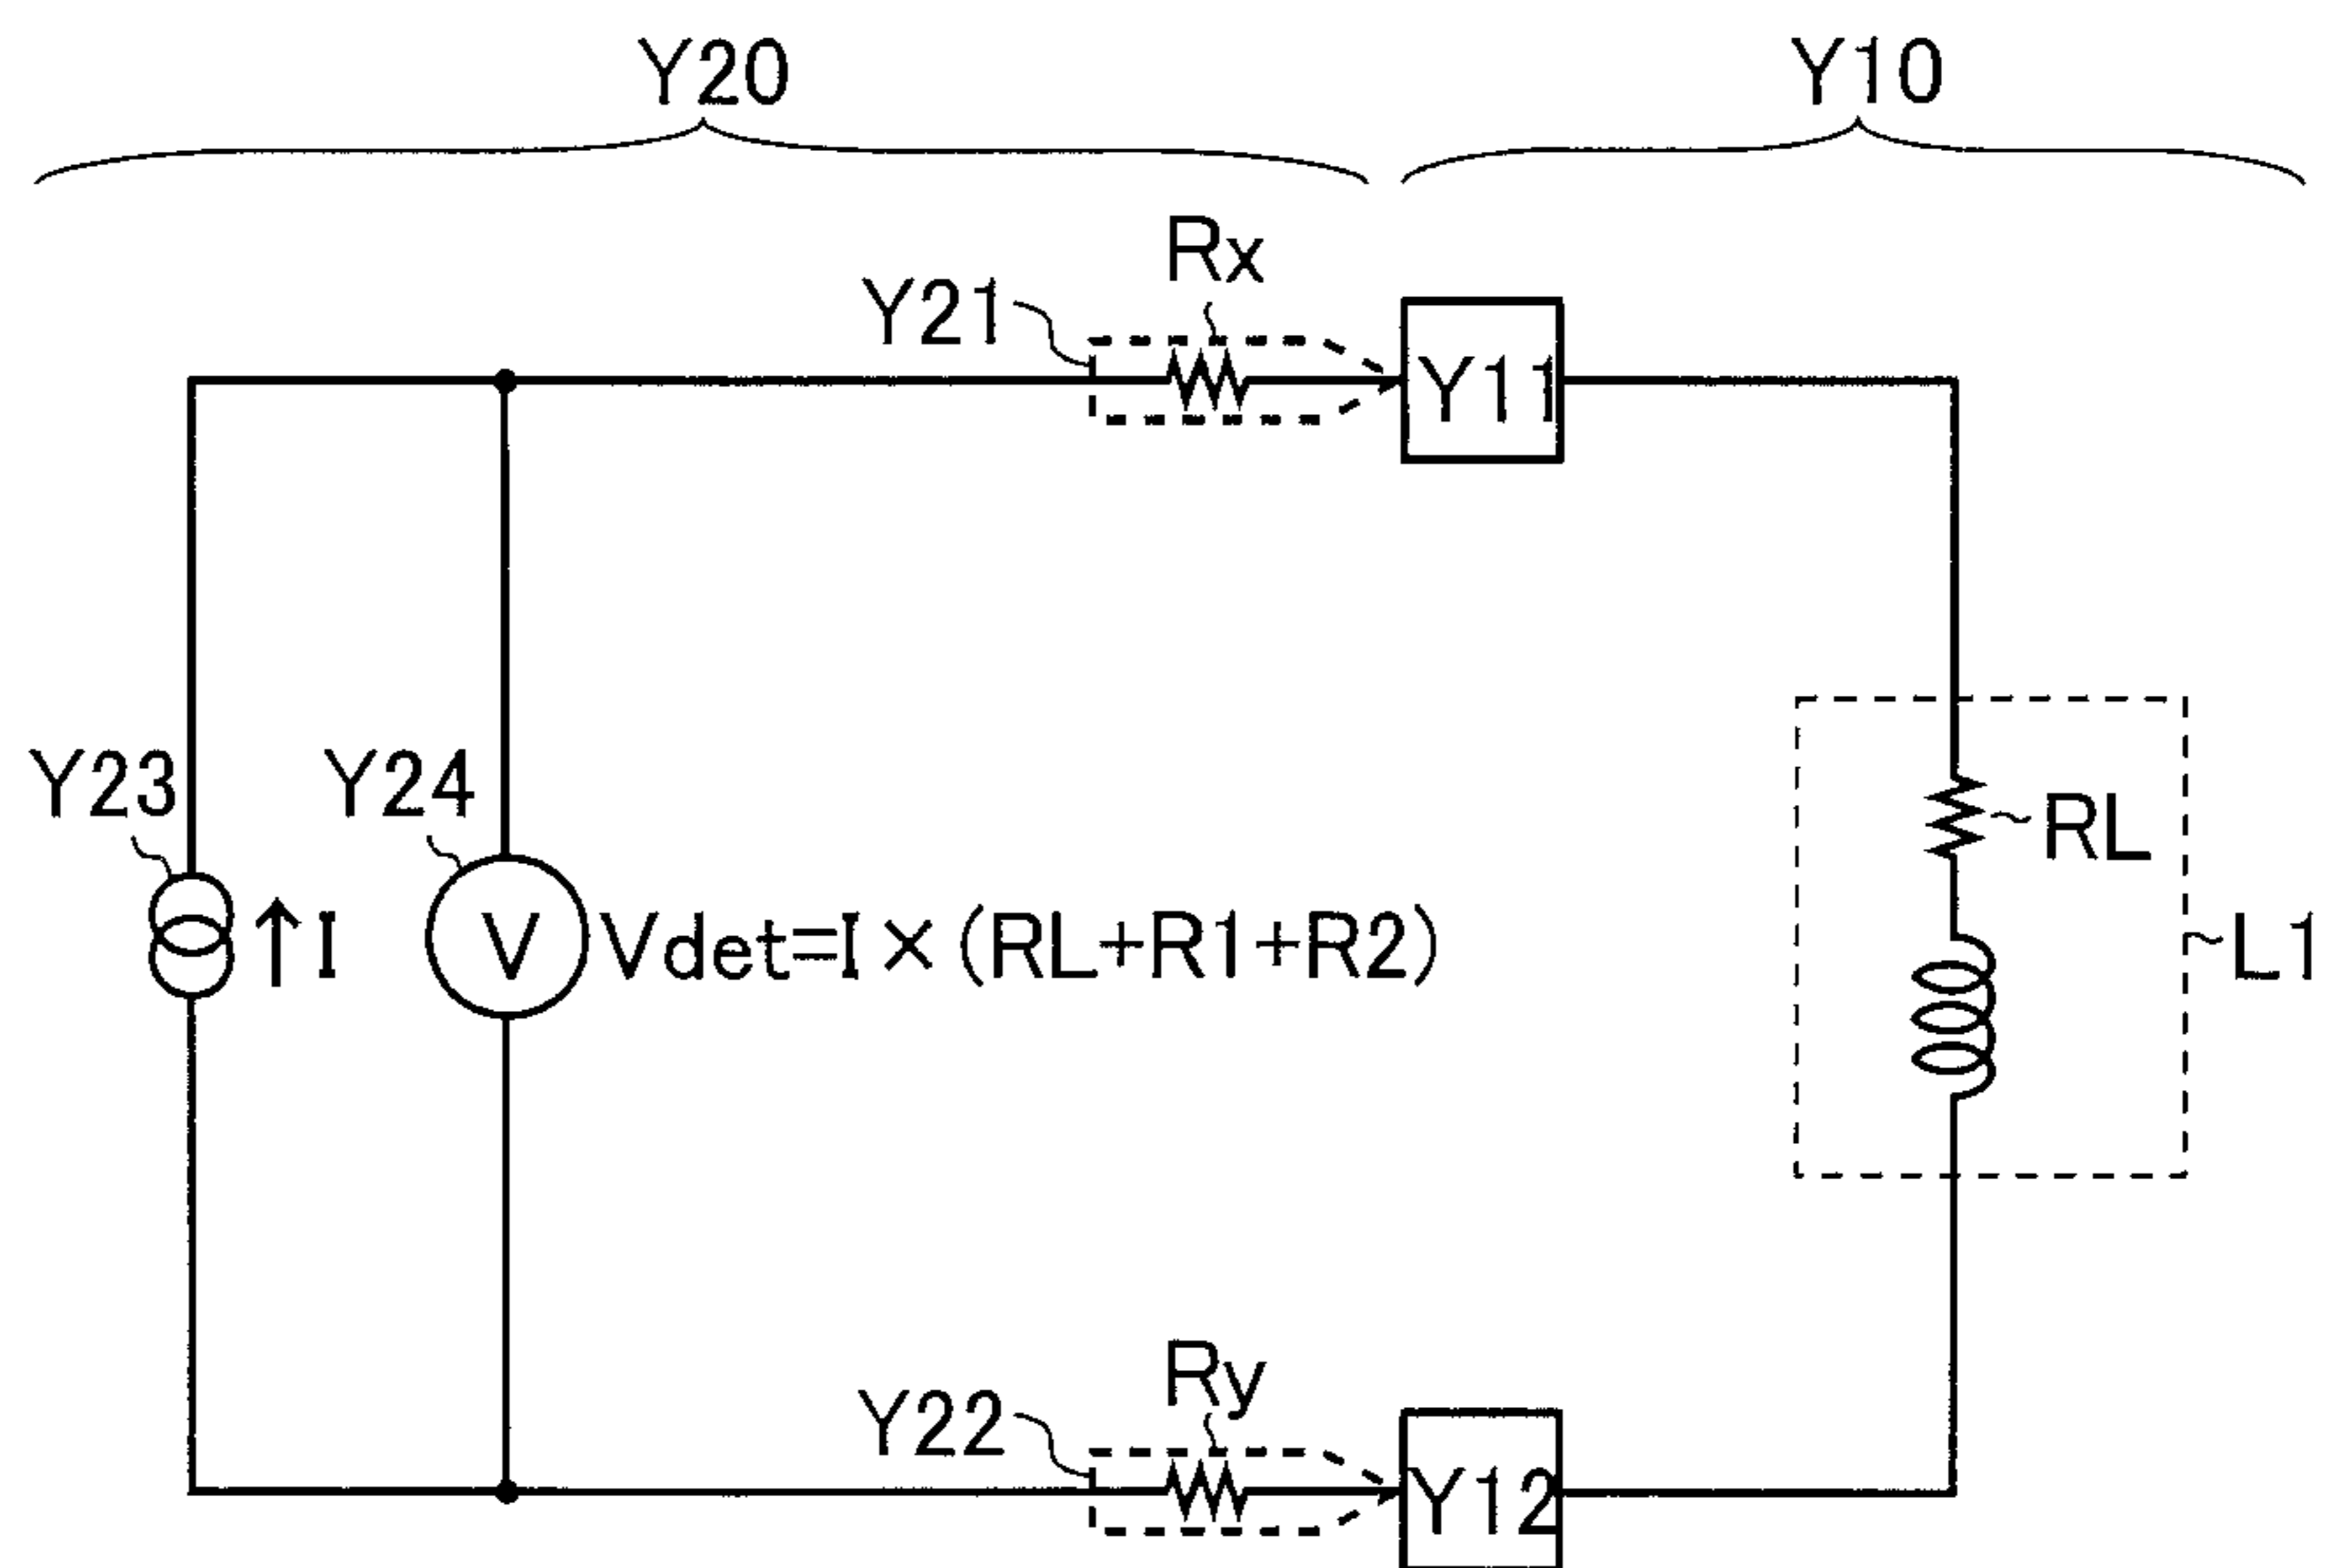 Y20
Y10
Rx
Y21
Y11
Y23
Y24
RL
I
V
Vdet=I×(RL+R1+R2)
L1
Ry
Y22
Y12